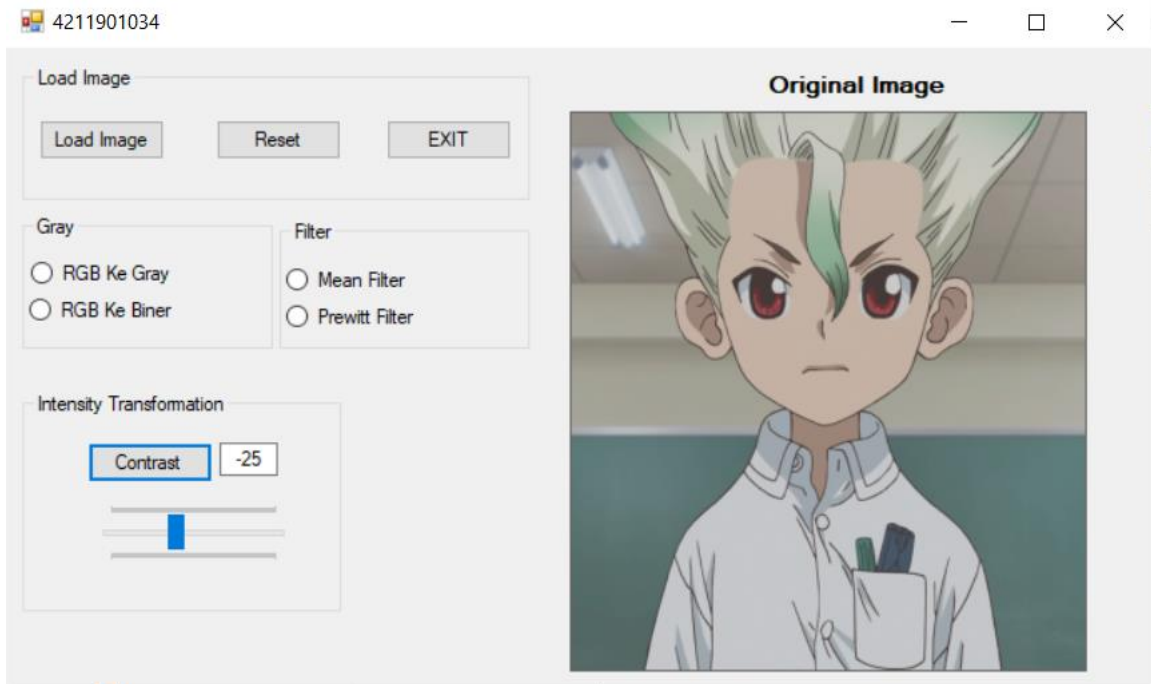 4211901034
Load Image
Load Image Reset EXIT
Gray
RGB Ke Gray
RGB Ke Biner
Filter
Mean Filter
Prewitt Filter
Intensity Transformation
Contrast -25
Original Image